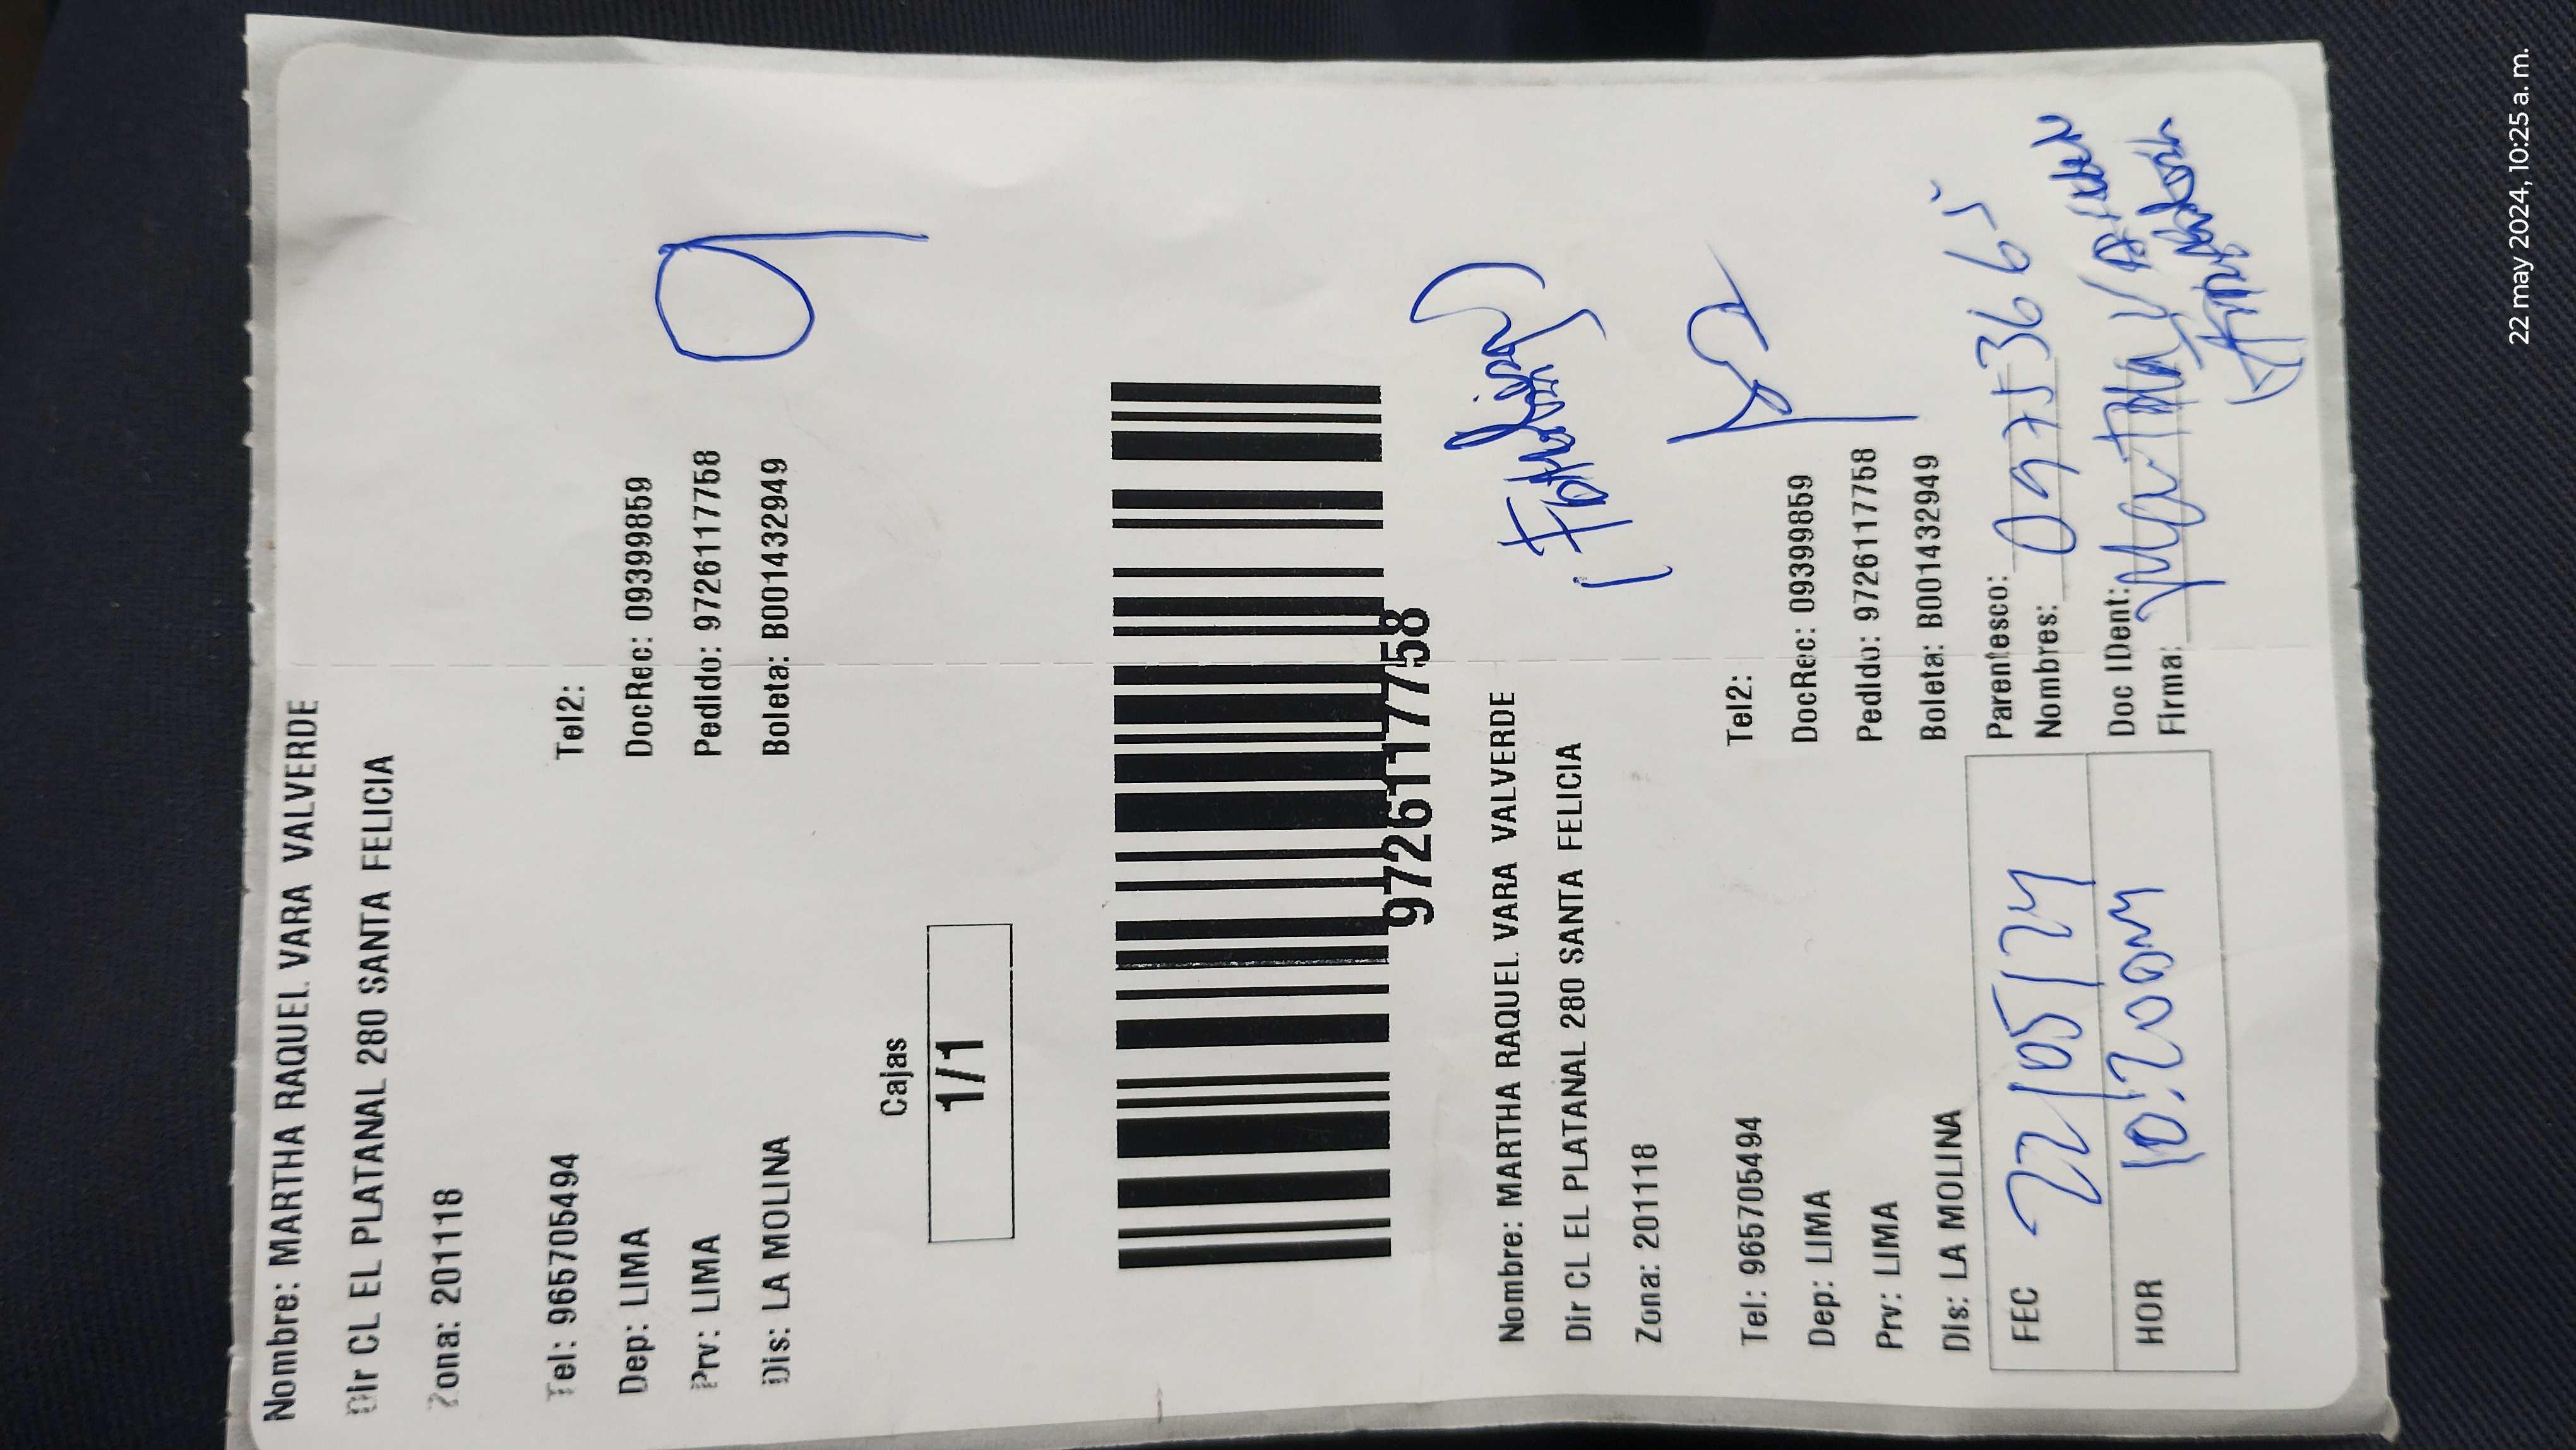 Nombre: MARTHA RAQUEL VARA VALVERDE
Dir CL EL PLATANAL 280 SANTA FELICIA
Zona: 201118
Tel: 965705494 Tel2:
Dep: LIMA DocRec: 09399859
Prv: LIMA Pedido: 9726117758
Dis: LA MOLINA Boleta: B001432949
9
Cajas
1/1
9726117758
Nombre: MARTHA RAQUEL VARA VALVERDE
Dir CL EL PLATANAL 280 SANTA FELICIA
Zona: 201118
Tel: 965705494 Tel2:
Dep: LIMA DocRec: 09399859
Prv: LIMA Pedido: 9726117758
Dis: LA MOLINA Boleta: B001432949
FEC 22/05/24
HOR 10:20am
Parentesco:
Nombres: 09753665
Doc IDent:
Firma:
22 may 2024, 10:25 a. m.